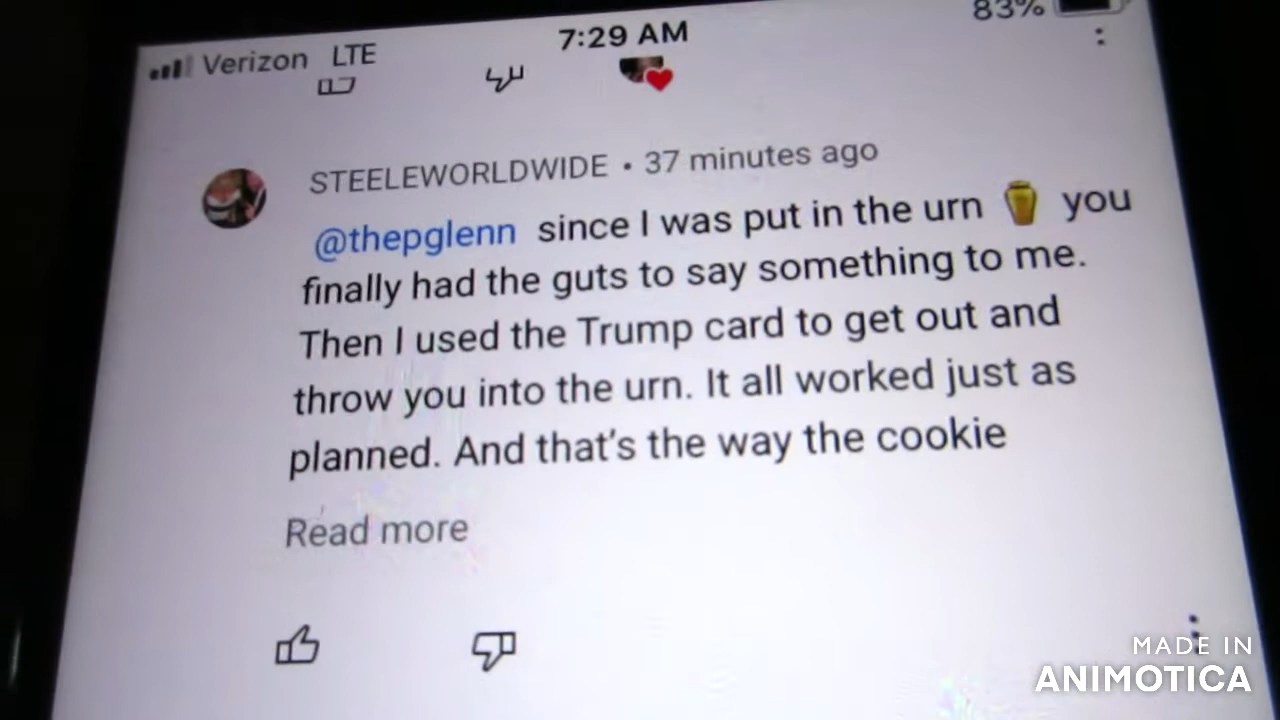 Verizon LTE 7:29 AM 83%
STEELEWORLDWIDE • 37 minutes ago
@thepglenn since I was put in the urn ⚱️ you
finally had the guts to say something to me.
Then I used the Trump card to get out and
throw you into the urn. It all worked just as
planned. And that's the way the cookie
Read more
MADE IN
ANIMOTICA